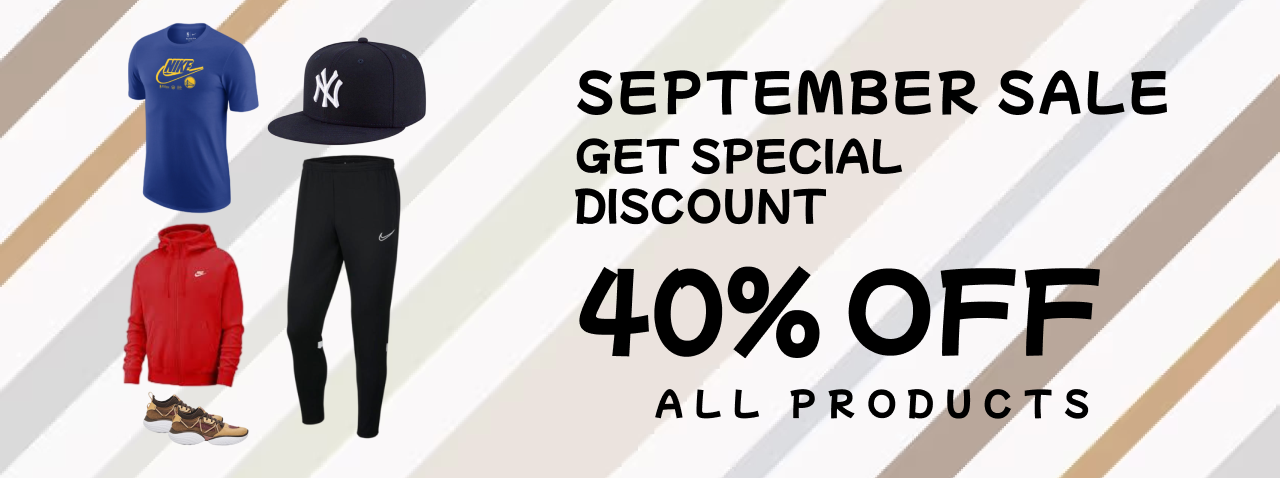 NIKE
NY
SEPTEMBER SALE
GET SPECIAL
DISCOUNT
40% OFF
ALL PRODUCTS